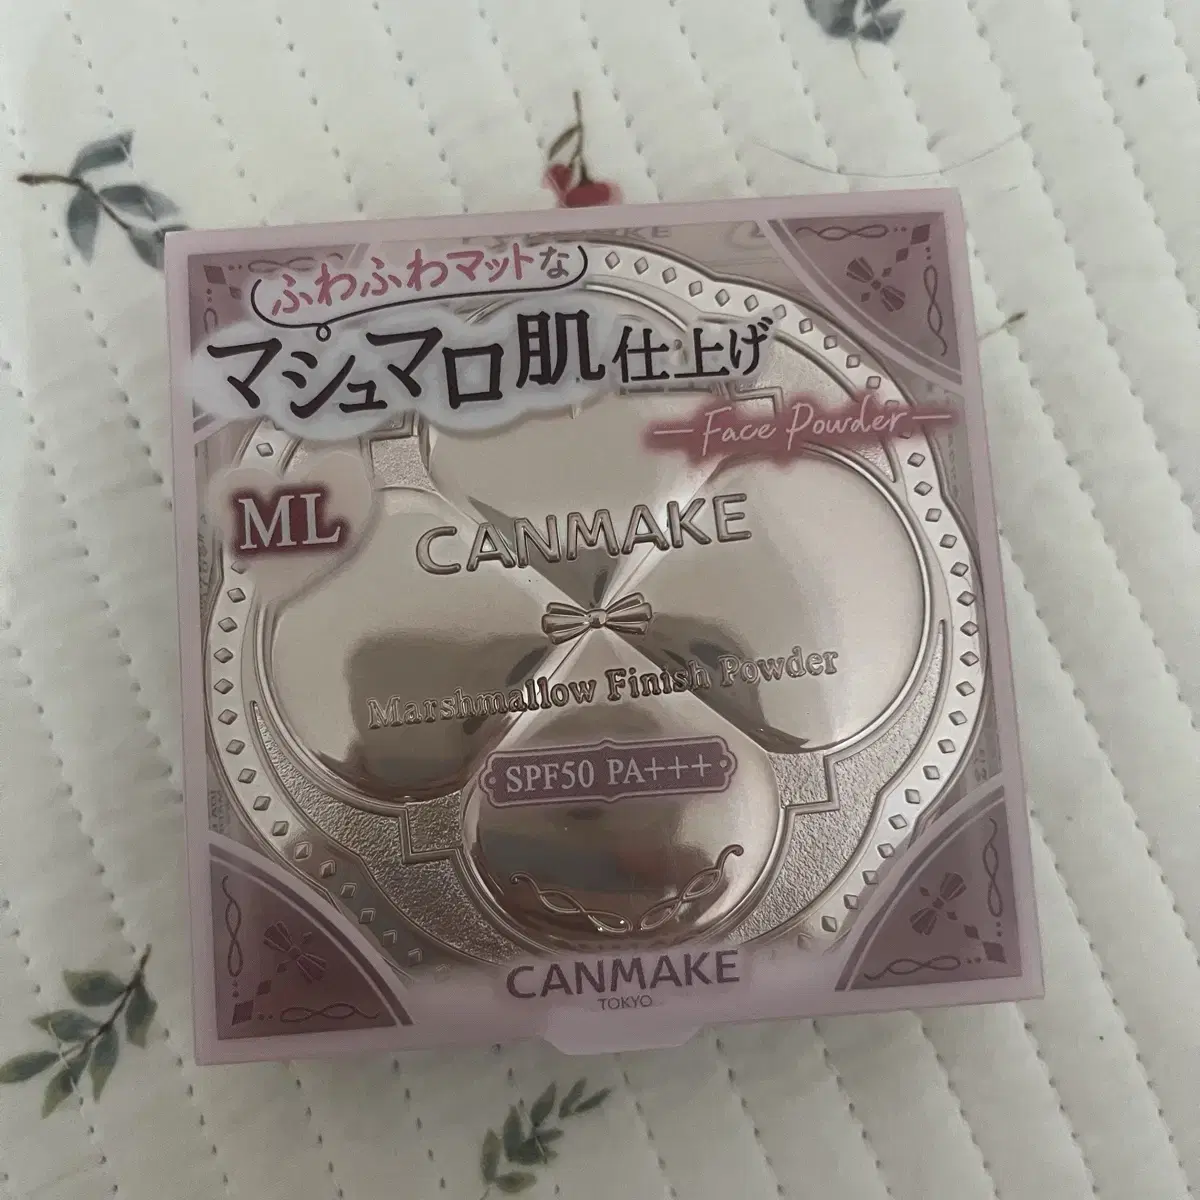 ふわふわマットな
マシュマロ肌仕上げ
Face Powder
ML
CANMAKE
Marshmallow Finish Powder
SPF50 PA+++
CANMAKE
TOKYO